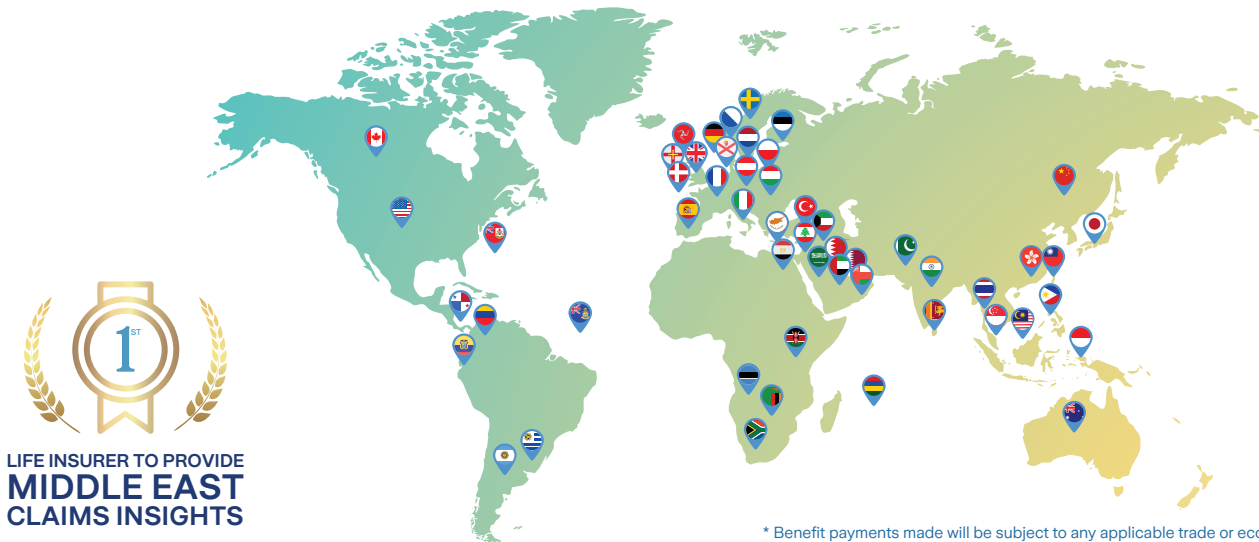 1ST
LIFE INSURER TO PROVIDE
MIDDLE EAST
CLAIMS INSIGHTS
* Benefit payments made will be subject to any applicable trade or eco